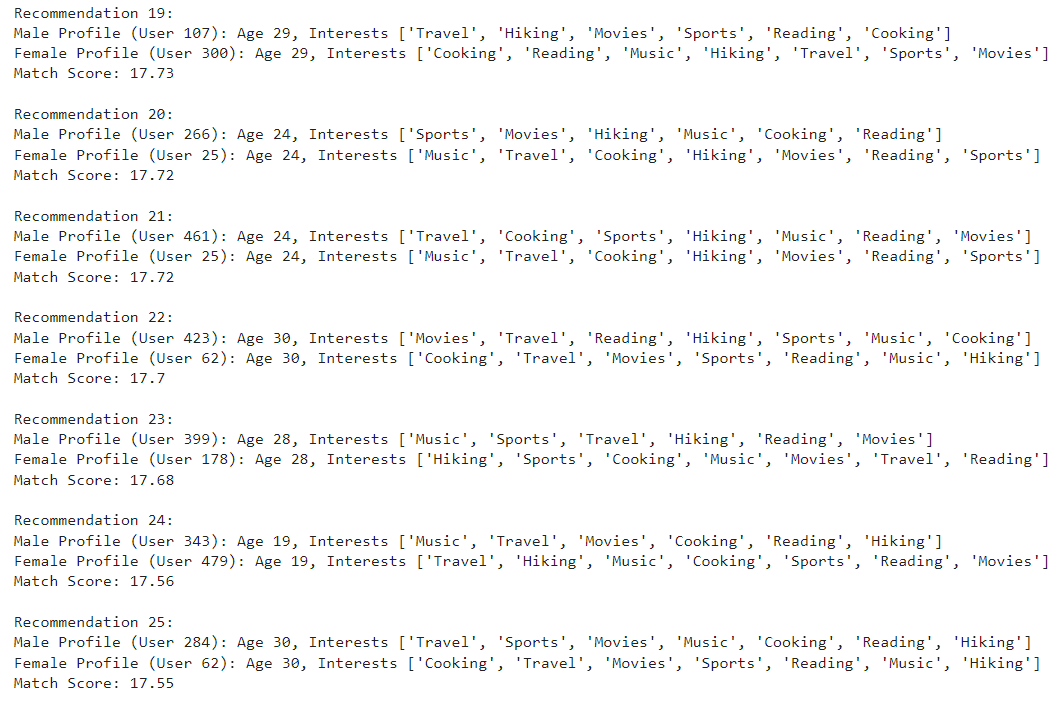 Recommendation 19:
Male Profile (User 107): Age 29, Interests ['Travel', 'Hiking', 'Movies', 'Sports', 'Reading', 'Cooking']
Female Profile (User 300): Age 29, Interests ['Cooking', 'Reading', 'Music', 'Hiking', 'Travel', 'Sports', 'Movies']
Match Score: 17.73
Recommendation 20:
Male Profile (User 266): Age 24, Interests ['Sports', 'Movies', 'Hiking', 'Music', 'Cooking', 'Reading']
Female Profile (User 25): Age 24, Interests ['Music', 'Travel', 'Cooking', 'Hiking', 'Movies', 'Reading', 'Sports']
Match Score: 17.72
Recommendation 21:
Male Profile (User 461): Age 24, Interests ['Travel', 'Cooking', 'Sports', 'Hiking', 'Music', 'Reading', 'Movies']
Female Profile (User 25): Age 24, Interests ['Music', 'Travel', 'Cooking', 'Hiking', 'Movies', 'Reading', 'Sports']
Match Score: 17.72
Recommendation 22:
Male Profile (User 423): Age 30, Interests ['Movies', 'Travel', 'Reading', 'Hiking', 'Sports', 'Music', 'Cooking']
Female Profile (User 62): Age 30, Interests ['Cooking', 'Travel', 'Movies', 'Sports', 'Reading', 'Music', 'Hiking']
Match Score: 17.7
Recommendation 23:
Male Profile (User 399): Age 28, Interests ['Music', 'Sports', 'Travel', 'Hiking', 'Reading', 'Movies']
Female Profile (User 178): Age 28, Interests ['Hiking', 'Sports', 'Cooking', 'Music', 'Movies', 'Travel', 'Reading']
Match Score: 17.68
Recommendation 24:
Male Profile (User 343): Age 19, Interests ['Music', 'Travel', 'Movies', 'Cooking', 'Reading', 'Hiking']
Female Profile (User 479): Age 19, Interests ['Travel', 'Hiking', 'Music', 'Cooking', 'Sports', 'Reading', 'Movies']
Match Score: 17.56
Recommendation 25:
Male Profile (User 284): Age 30, Interests ['Travel', 'Sports', 'Movies', 'Music', 'Cooking', 'Reading', 'Hiking']
Female Profile (User 62): Age 30, Interests ['Cooking', 'Travel', 'Movies', 'Sports', 'Reading', 'Music', 'Hiking']
Match Score: 17.55